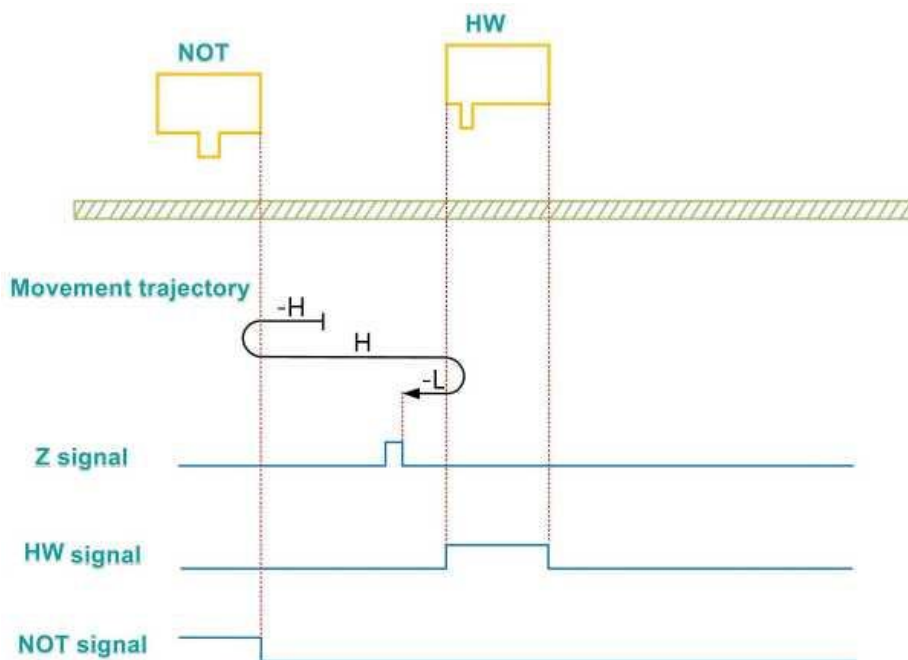 HW
NOT
Movement trajectory
-H
H
-L
Z signal
HW signal
NOT signal